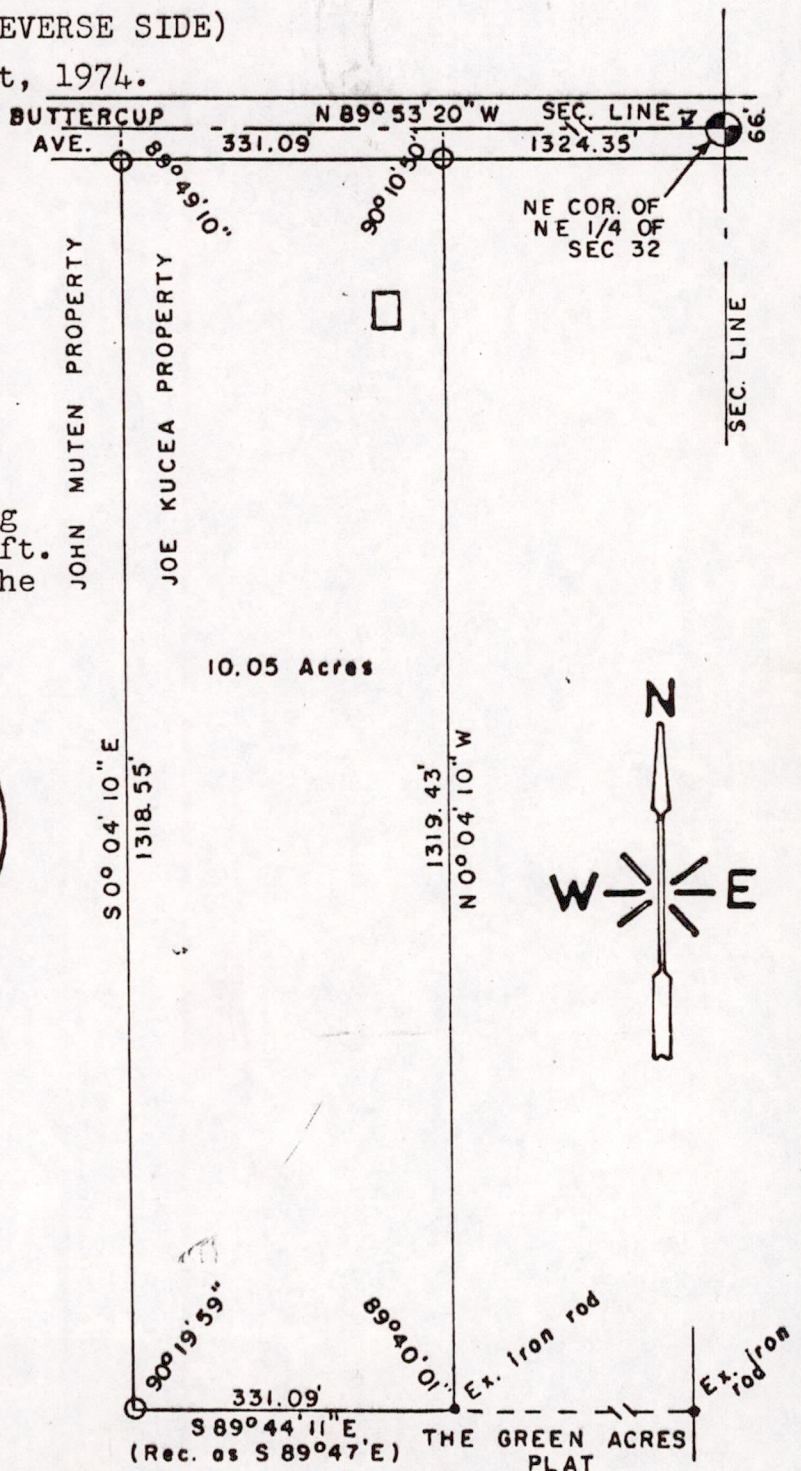 EVERSE SIDE)
t, 1974.
BUTTERCUP N 89° 53' 20" W SEC. LINE
AVE. 331.09' 1324.35' 66'
89° 49' 10" 90° 10' 50"
NE COR. OF
NE 1/4 OF
SEC 32
SEC. LINE
JOHN MUTEN PROPERTY
JOE KUCEA PROPERTY
g
ft.
he
10.05 Acres
S 0° 04' 10" E
1318.55'
1319.43'
N 0° 04' 10" W
N
W E
90° 19' 59"
89° 40' 01"
Ex. iron rod
Ex. iron
rod
331.09'
S 89° 44' 11" E
(Rec. as S 89° 47' E)
THE GREEN ACRES
PLAT